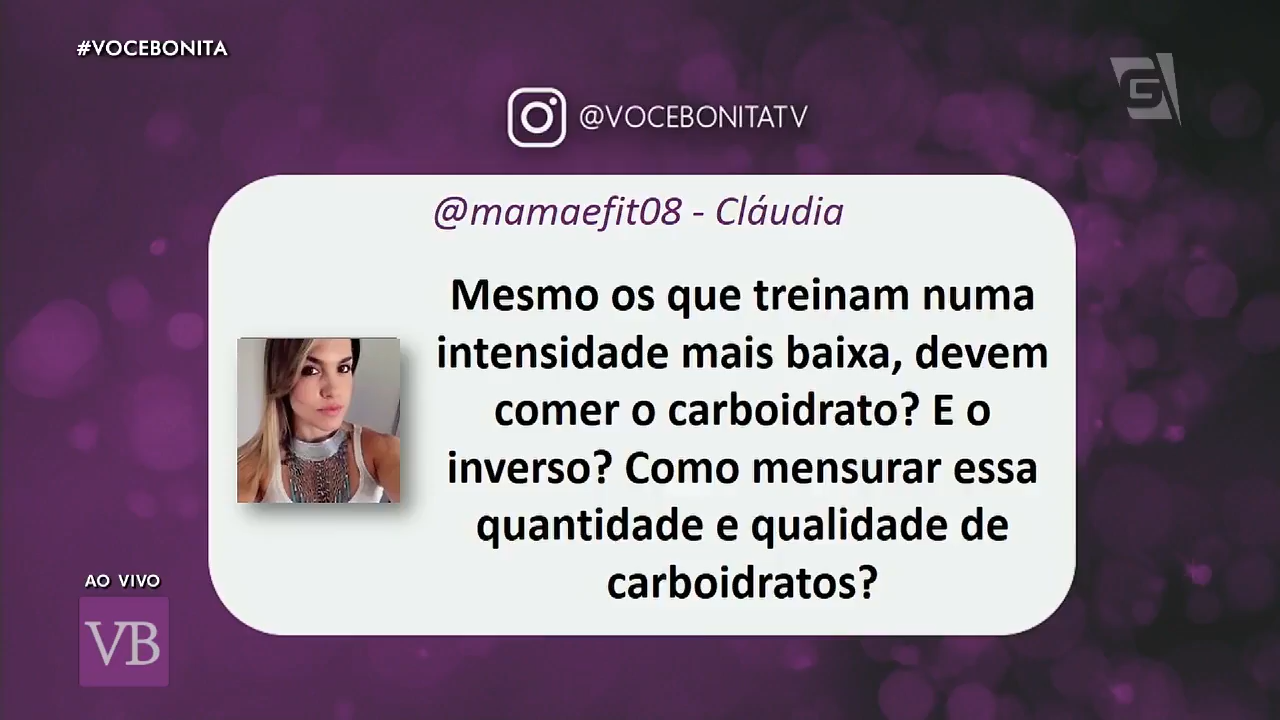 #VOCEBONITA
G
@VOCEBONITATV
@mamaefit08 - Cláudia
Mesmo os que treinam numa
intensidade mais baixa, devem
comer o carboidrato? E o
inverso? Como mensurar essa
quantidade e qualidade de
carboidratos?
AO VIVO
VB